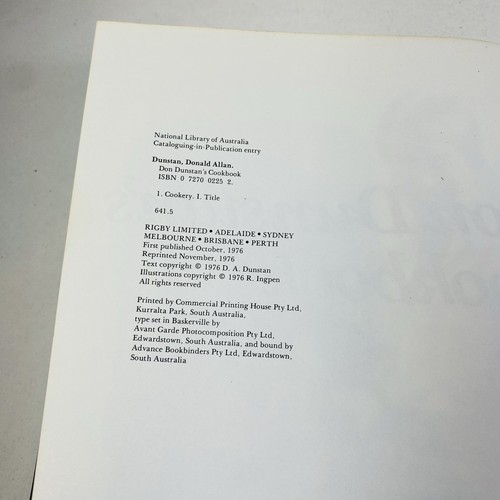 National Library of Australia
Cataloguing-in-Publication entry
Dunstan, Donald Allan.
Don Dunstan's Cookbook
ISBN 0 7270 0225 2.
1. Cookery. I. Title
641.5
RIGBY LIMITED • ADELAIDE • SYDNEY
MELBOURNE • BRISBANE • PERTH
First published October, 1976
Reprinted November, 1976
Text copyright © 1976 D. A. Dunstan
Illustrations copyright © 1976 R. Ingpen
All rights reserved
Printed by Commercial Printing House Pty Ltd,
Kurralta Park, South Australia,
type set in Baskerville by
Avant Garde Photocomposition Pty Ltd,
Edwardstown, South Australia, and bound by
Advance Bookbinders Pty Ltd, Edwardstown,
South Australia